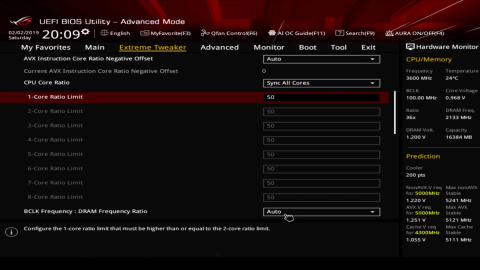 UEFI BIOS Utility – Advanced Mode
02/02/2019 Saturday 20:09 English MyFavorite(F3) Qfan Control(F6) AI OC Guide(F11) Search(F9) AURA ON/OFF(F4)
My Favorites Main Extreme Tweaker Advanced Monitor Boot Tool Exit
AVX Instruction Core Ratio Negative Offset Auto
Current AVX Instruction Core Ratio Negative Offset 0
CPU Core Ratio Sync All Cores
1-Core Ratio Limit 50
2-Core Ratio Limit 50
3-Core Ratio Limit 50
4-Core Ratio Limit 50
5-Core Ratio Limit 50
6-Core Ratio Limit 50
7-Core Ratio Limit 50
8-Core Ratio Limit 50
BCLK Frequency : DRAM Frequency Ratio Auto
Configure the 1-core ratio limit that must be higher than or equal to the 2-core ratio limit.
Hardware Monitor
CPU/Memory
Frequency Temperature
3600 MHz 24°C
BCLK Core Voltage
100.00 MHz 0.968 V
Ratio DRAM Freq.
36x 2133 MHz
DRAM Volt. Capacity
1.200 V 16384 MB
Prediction
Cooler
200 pts
NonAVX V req Max nonAVX
for 5000MHz Stable
1.220 V 5241 MHz
AVX V req Max AVX
for 5000MHz Stable
1.251 V 5121 MHz
Cache V req Max Cache
for 4300MHz Stable
1.055 V 5111 MHz